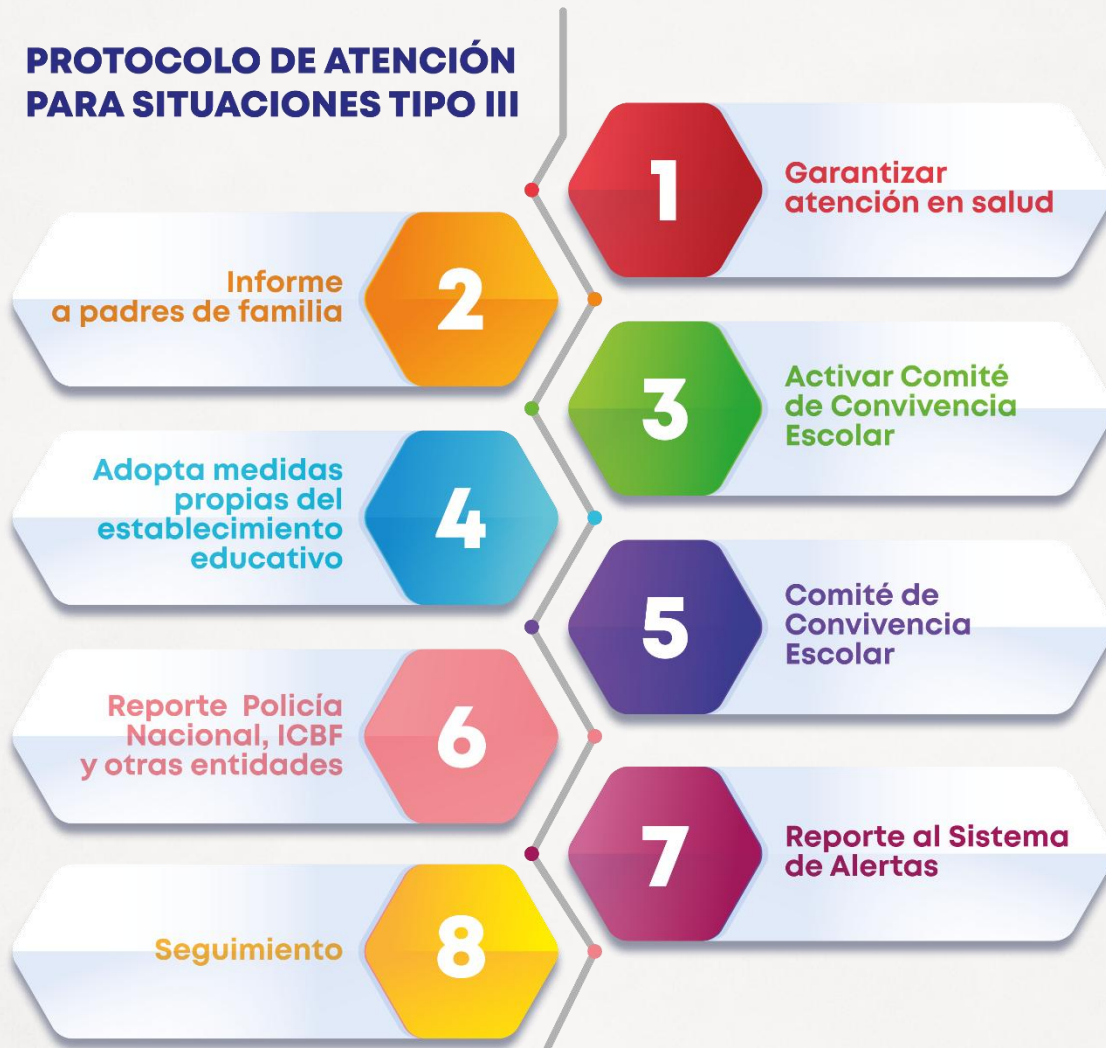 PROTOCOLO DE ATENCIÓN
PARA SITUACIONES TIPO III
1
Garantizar
atención en salud
2
Informe
a padres de familia
3
Activar Comité
de Convivencia
Escolar
4
Adopta medidas
propias del
establecimiento
educativo
5
Comité de
Convivencia
Escolar
6
Reporte Policía
Nacional, ICBF
y otras entidades
7
Reporte al Sistema
de Alertas
8
Seguimiento